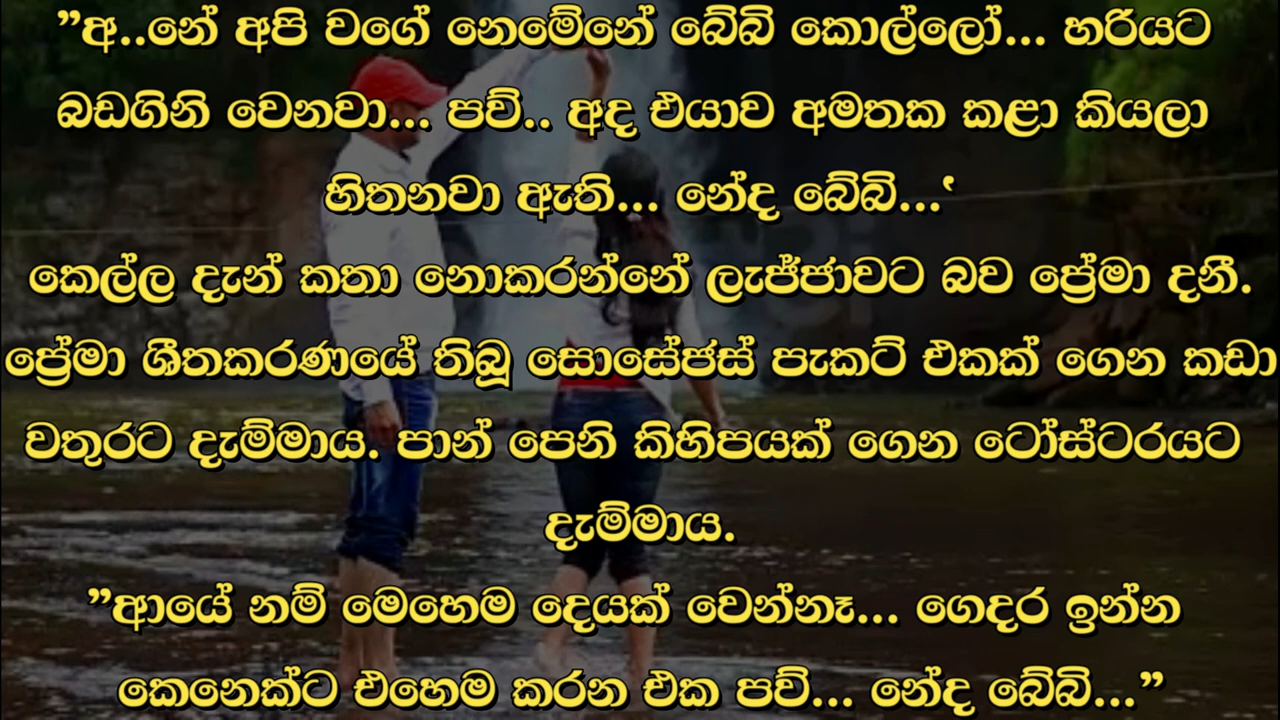 ”අ..නේ අපි වගේ නෙමේනේ බේබි කොල්ලෝ... හරියට
බඩගිනි වෙනවා... පව්.. අද එයාව අමතක කළා කියලා
හිතනවා ඇති... නේද බේබි...‘
කෙල්ල දැන් කතා නොකරන්නේ ලැජ්ජාවට බව ප්‍රේමා දනී.
ප්‍රේමා ශීතකරණයේ තිබූ සොසේජස් පැකට් එකක් ගෙන කඩා
වතුරට දැම්මාය. පාන් පෙති කිහිපයක් ගෙන ටෝස්ටරයට
දැම්මාය.
”ආයේ නම් මෙහෙම දෙයක් වෙන්නෑ... ගෙදර ඉන්න
කෙනෙක්ට එහෙම කරන එක පව්... නේද බේබි...”